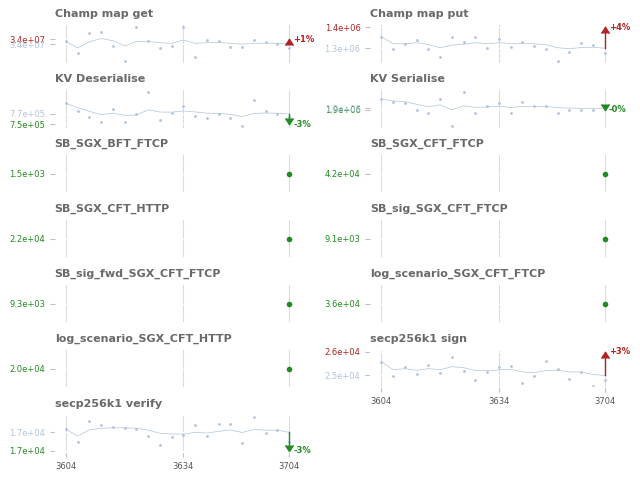 Champ map get
3.4e+07
3.4e+07
+1%
Champ map put
1.4e+06
1.3e+06
+4%
KV Deserialise
7.7e+05
7.5e+05
-3%
KV Serialise
1.9e+06
-0%
SB_SGX_BFT_FTCP
1.5e+03
SB_SGX_CFT_FTCP
4.2e+04
SB_SGX_CFT_HTTP
2.2e+04
SB_sig_SGX_CFT_FTCP
9.1e+03
SB_sig_fwd_SGX_CFT_FTCP
9.3e+03
log_scenario_SGX_CFT_FTCP
3.6e+04
log_scenario_SGX_CFT_HTTP
2.0e+04
secp256k1 sign
2.6e+04
2.5e+04
+3%
3604
3634
3704
secp256k1 verify
1.7e+04
1.7e+04
-3%
3604
3634
3704